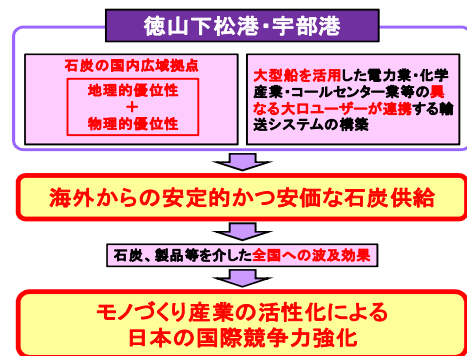 徳山下松港・宇部港
石炭の国内広域拠点
地理的優位性
＋
物理的優位性
大型船を活用した電力業・化学
産業・コールセンター業等の異
なる大口ユーザーが連携する輸
送システムの構築
海外からの安定的かつ安価な石炭供給
石炭、製品等を介した全国への波及効果
モノづくり産業の活性化による
日本の国際競争力強化